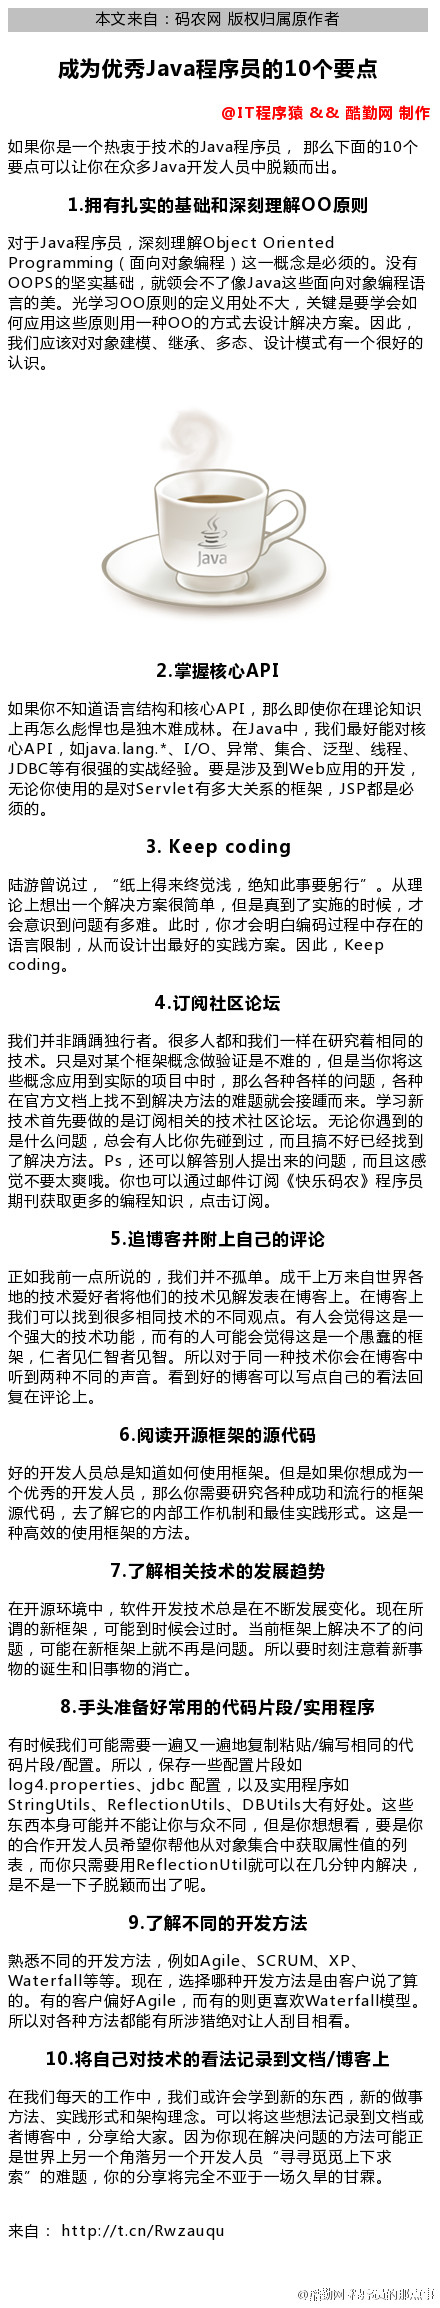 本文来自：码农网 版权归属原作者
成为优秀Java程序员的10个要点
@IT程序猿 && 酷勤网 制作
如果你是一个热衷于技术的Java程序员， 那么下面的10个
要点可以让你在众多Java开发人员中脱颖而出。
1.拥有扎实的基础和深刻理解OO原则
对于Java程序员，深刻理解Object Oriented
Programming（面向对象编程）这一概念是必须的。没有
OOPS的坚实基础，就领会不了像Java这些面向对象编程语
言的美。光学习OO原则的定义用处不大，关键是要学会如
何应用这些原则用一种OO的方式去设计解决方案。因此，
我们应该对对象建模、继承、多态、设计模式有一个很好的
认识。
Java
2.掌握核心API
如果你不知道语言结构和核心API，那么即使你在理论知识
上再怎么彪悍也是独木难成林。在Java中，我们最好能对核
心API，如java.lang.*、I/O、异常、集合、泛型、线程、
JDBC等有很强的实战经验。要是涉及到Web应用的开发，
无论你使用的是对Servlet有多大关系的框架，JSP都是必
须的。
3. Keep coding
陆游曾说过，“纸上得来终觉浅，绝知此事要躬行”。从理
论上想出一个解决方案很简单，但是真到了实施的时候，才
会意识到问题有多难。此时，你才会明白编码过程中存在的
语言限制，从而设计出最好的实践方案。因此，Keep
coding。
4.订阅社区论坛
我们并非踽踽独行者。很多人都和我们一样在研究着相同的
技术。只是对某个框架概念做验证是不难的，但是当你将这
些概念应用到实际的项目中时，那么各种各样的问题，各种
在官方文档上找不到解决方法的难题就会接踵而来。学习新
技术首先要做的是订阅相关的技术社区论坛。无论你遇到的
是什么问题，总会有人比你先碰到过，而且搞不好已经找到
了解决方法。Ps，还可以解答别人提出来的问题，而且这感
觉不要太爽哦。你也可以通过邮件订阅《快乐码农》程序员
期刊获取更多的编程知识，点击订阅。
5.追博客并附上自己的评论
正如我前一点所说的，我们并不孤单。成千上万来自世界各
地的技术爱好者将他们的技术见解发表在博客上。在博客上
我们可以找到很多相同技术的不同观点。有人会觉得这是一
个强大的技术功能，而有的人可能会觉得这是一个愚蠢的框
架，仁者见仁智者见智。所以对于同一种技术你会在博客中
听到两种不同的声音。看到好的博客可以写点自己的看法回
复在评论上。
6.阅读开源框架的源代码
好的开发人员总是知道如何使用框架。但是如果你想成为一
个优秀的开发人员，那么你需要研究各种成功和流行的框架
源代码，去了解它的内部工作机制和最佳实践形式。这是一
种高效的使用框架的方法。
7.了解相关技术的发展趋势
在开源环境中，软件开发技术总是在不断发展变化。现在所
谓的新框架，可能到时候会过时。当前框架上解决不了的问
题，可能在新框架上就不再是问题。所以要时刻注意着新事
物的诞生和旧事物的消亡。
8.手头准备好常用的代码片段/实用程序
有时候我们可能需要一遍又一遍地复制粘贴/编写相同的代
码片段/配置。所以，保存一些配置片段如
log4.properties、jdbc 配置，以及实用程序如
StringUtils、ReflectionUtils、DBUtils大有好处。这些
东西本身可能并不能让你与众不同，但是你想想看，要是你
的合作开发人员希望你帮他从对象集合中获取属性值的列
表，而你只需要用ReflectionUtil就可以在几分钟内解决，
是不是一下子脱颖而出了呢。
9.了解不同的开发方法
熟悉不同的开发方法，例如Agile、SCRUM、XP、
Waterfall等等。现在，选择哪种开发方法是由客户说了算
的。有的客户偏好Agile，而有的则更喜欢Waterfall模型。
所以对各种方法都能有所涉猎绝对让人刮目相看。
10.将自己对技术的看法记录到文档/博客上
在我们每天的工作中，我们或许会学到新的东西，新的做事
方法、实践形式和架构理念。可以将这些想法记录到文档或
者博客中，分享给大家。因为你现在解决问题的方法可能正
是世界上另一个角落另一个开发人员“寻寻觅觅上下求
索”的难题，你的分享将完全不亚于一场久旱的甘霖。
来自： http://t.cn/Rwzauqu
@酷勤网-程序员的那点事